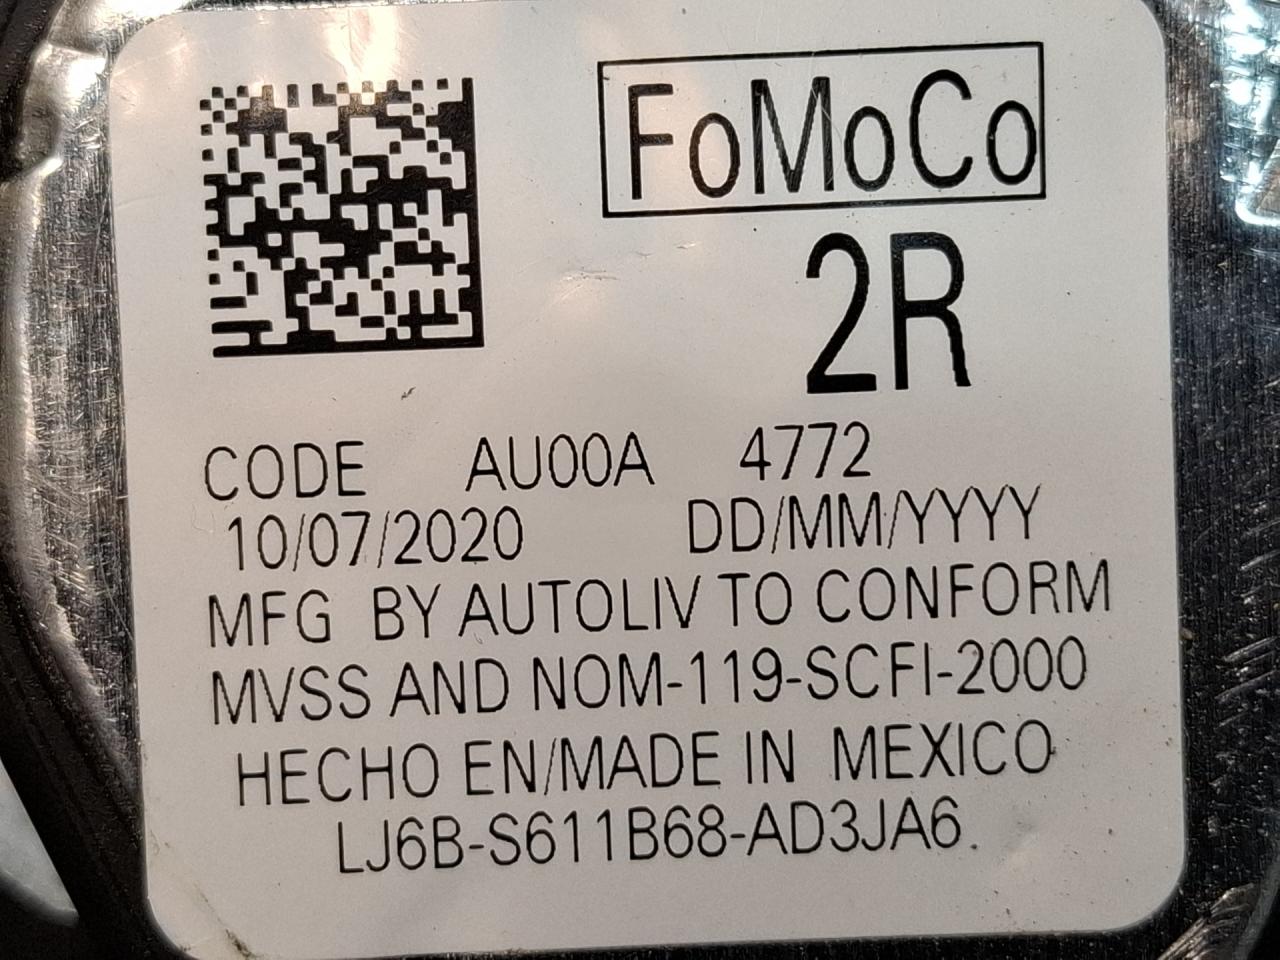 FoMoCo
2R
CODE AU00A 4772
10/07/2020 DD/MM/YYYY
MFG BY AUTOLIV TO CONFORM
MVSS AND NOM-119-SCFI-2000
HECHO EN/MADE IN MEXICO
LJ6B-S611B68-AD3JA6.